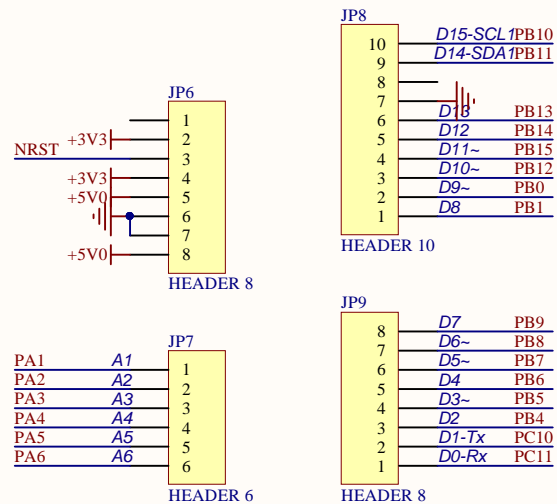 JP6
1
+3V3 2
NRST 3
+3V3 4
+5V0 5
6
7
+5V0 8
HEADER 8
JP8
10 D15-SCL1 PB10
9 D14-SDA1 PB11
8
7
6 D13 PB13
5 D12 PB14
4 D11~ PB15
3 D10~ PB12
2 D9~ PB0
1 D8 PB1
HEADER 10
JP7
PA1 A1 1
PA2 A2 2
PA3 A3 3
PA4 A4 4
PA5 A5 5
PA6 A6 6
HEADER 6
JP9
8 D7 PB9
7 D6~ PB8
6 D5~ PB7
5 D4 PB6
4 D3~ PB5
3 D2 PB4
2 D1-Tx PC10
1 D0-Rx PC11
HEADER 8